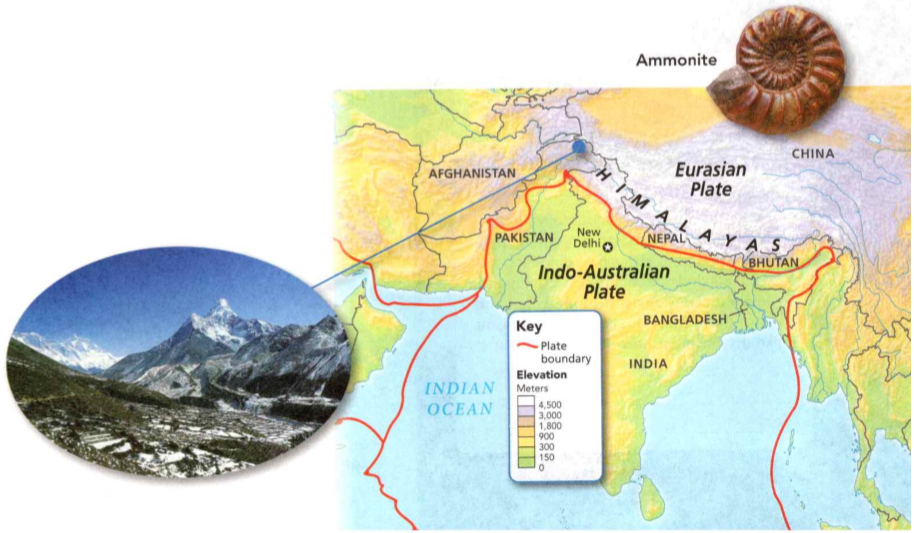 Ammonite
CHINA
AFGHANISTAN
Eurasian
Plate
HIMALAYAS
PAKISTAN
New
Delhi
NEPAL
BHUTAN
Indo-Australian
Plate
BANGLADESH
INDIA
INDIAN
OCEAN
Key
Plate
boundary
Elevation
Meters
4,500
3,000
1,800
900
300
150
0